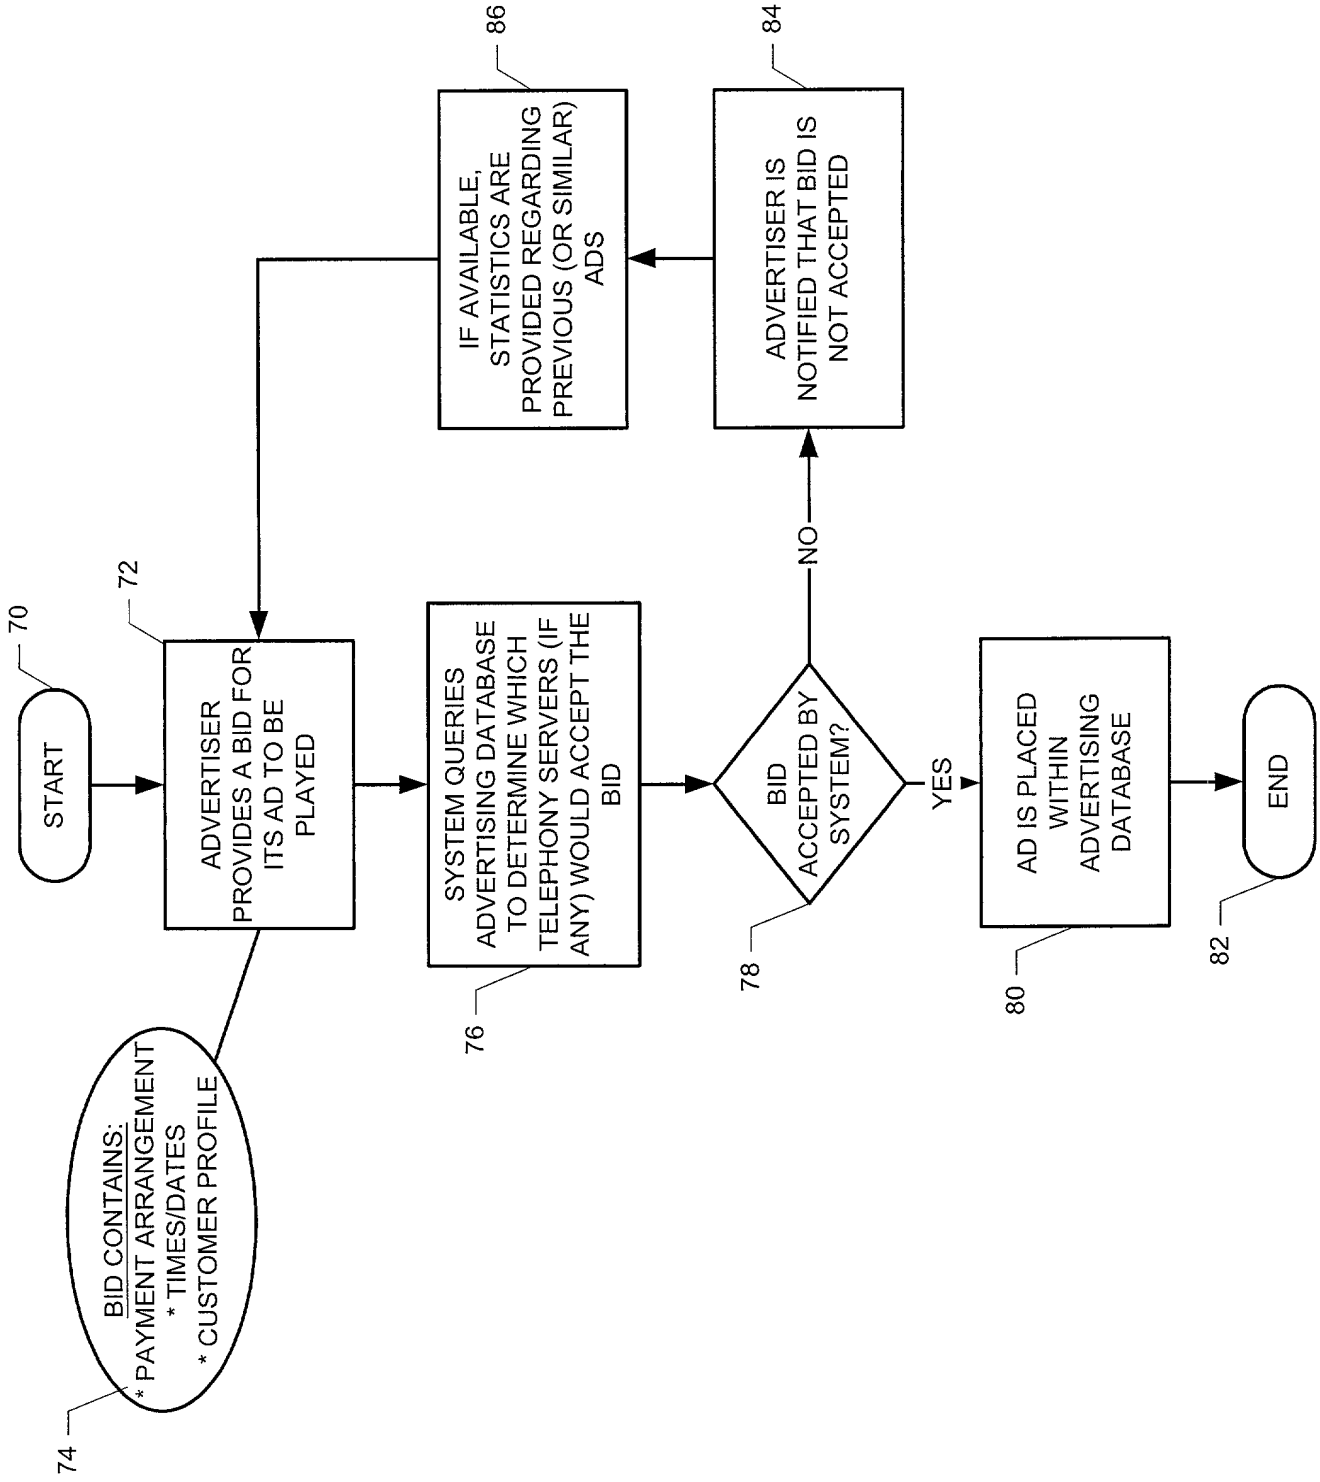 70
START
72
ADVERTISER
PROVIDES A BID FOR
ITS AD TO BE
PLAYED
74
BID CONTAINS:
* PAYMENT ARRANGEMENT
* TIMES/DATES
* CUSTOMER PROFILE
76
SYSTEM QUERIES
ADVERTISING DATABASE
TO DETERMINE WHICH
TELEPHONY SERVERS (IF
ANY) WOULD ACCEPT THE
BID
78
BID
ACCEPTED BY
SYSTEM?
NO
YES
80
AD IS PLACED
WITHIN
ADVERTISING
DATABASE
82
END
84
ADVERTISER IS
NOTIFIED THAT BID IS
NOT ACCEPTED
86
IF AVAILABLE,
STATISTICS ARE
PROVIDED REGARDING
PREVIOUS (OR SIMILAR)
ADS